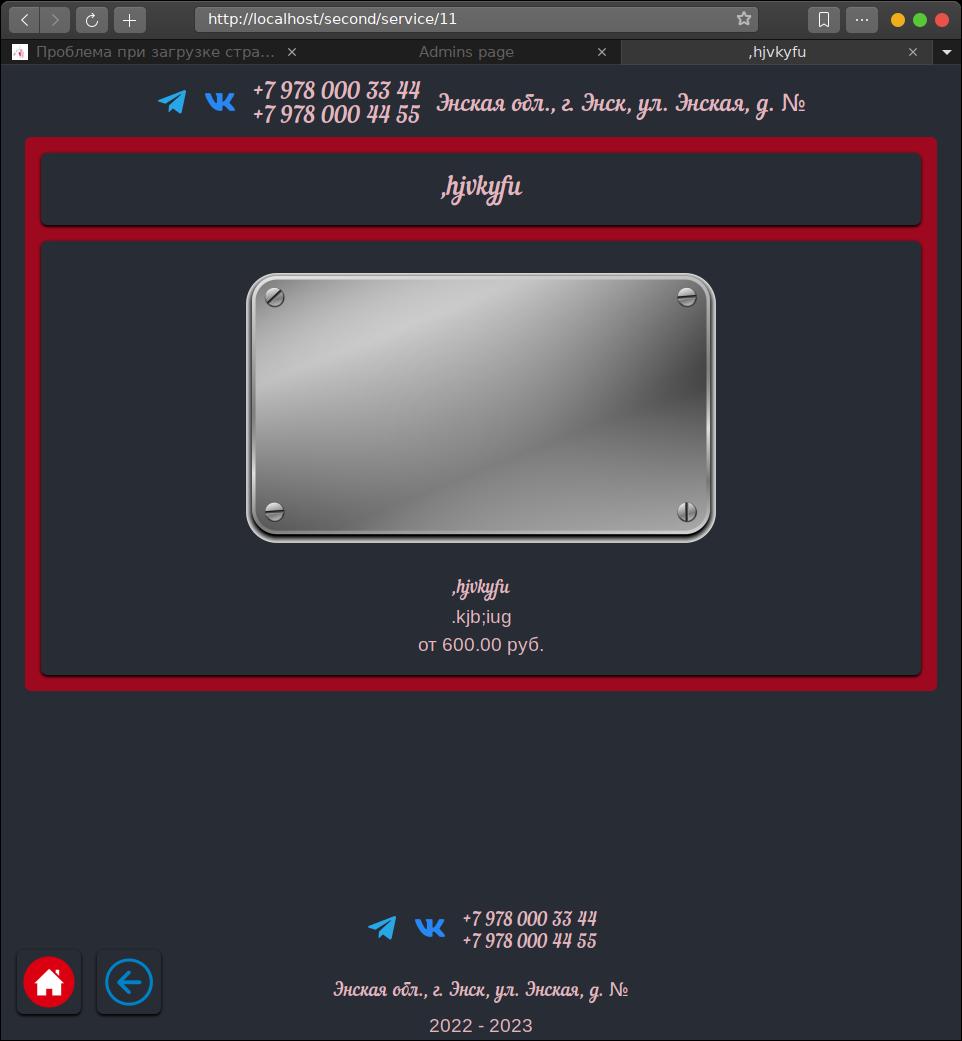 http://localhost/second/service/11
Проблема при загрузке стра...
Admins page
,hjvkyfu
+7 978 000 33 44
+7 978 000 44 55
Энская обл., г. Энск, ул. Энская, д. №
,hjvkyfu
,hjvkyfu
.kjb;iug
от 600.00 руб.
+7 978 000 33 44
+7 978 000 44 55
Энская обл., г. Энск, ул. Энская, д. №
2022 - 2023